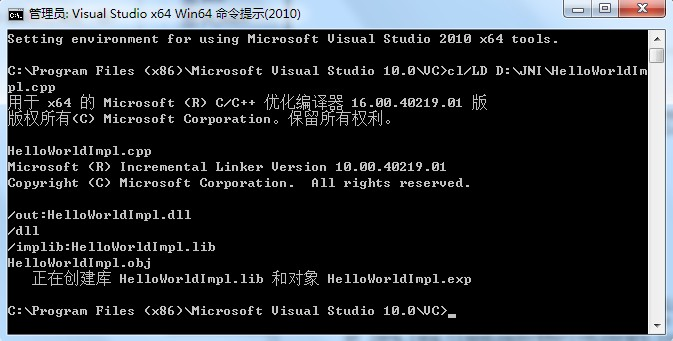 管理员: Visual Studio x64 Win64 命令提示(2010)
Setting environment for using Microsoft Visual Studio 2010 x64 tools.
C:\Program Files (x86)\Microsoft Visual Studio 10.0\VC>cl/LD D:\JNI\HelloWorldIm
pl.cpp
用于 x64 的 Microsoft (R) C/C++ 优化编译器 16.00.40219.01 版
版权所有(C) Microsoft Corporation。保留所有权利。
HelloWorldImpl.cpp
Microsoft (R) Incremental Linker Version 10.00.40219.01
Copyright (C) Microsoft Corporation.  All rights reserved.
/out:HelloWorldImpl.dll
/dll
/implib:HelloWorldImpl.lib
HelloWorldImpl.obj
正在创建库 HelloWorldImpl.lib 和对象 HelloWorldImpl.exp
C:\Program Files (x86)\Microsoft Visual Studio 10.0\VC>